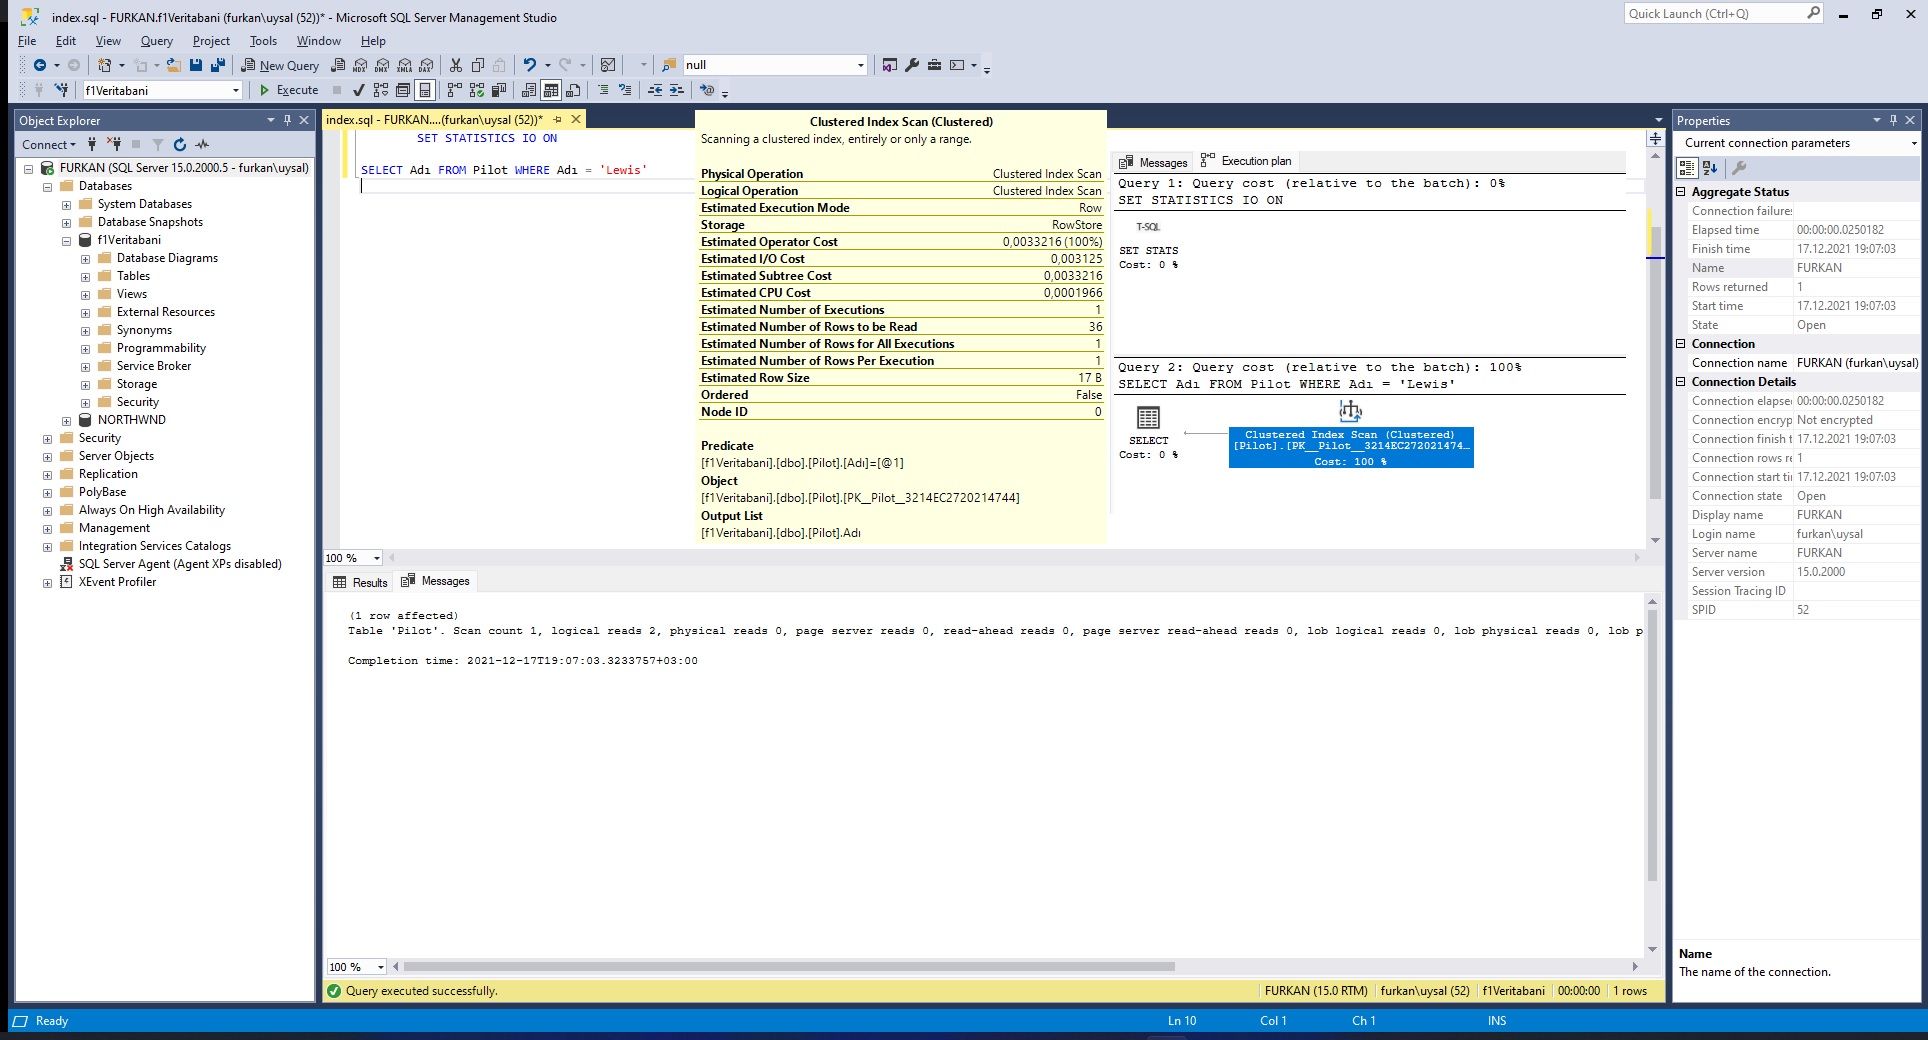 index.sql - FURKAN.f1Veritabani (furkan\uysal (52))* - Microsoft SQL Server Management Studio
Quick Launch (Ctrl+Q)
File Edit View Query Project Tools Window Help
New Query
MDX DMX XMLA DAX
null
f1Veritabani
Execute
Object Explorer
Connect
FURKAN (SQL Server 15.0.2000.5 - furkan\uysal)
Databases
System Databases
Database Snapshots
f1Veritabani
Database Diagrams
Tables
Views
External Resources
Synonyms
Programmability
Service Broker
Storage
Security
NORTHWND
Security
Server Objects
Replication
PolyBase
Always On High Availability
Management
Integration Services Catalogs
SQL Server Agent (Agent XPs disabled)
XEvent Profiler
index.sql - FURKAN....(furkan\uysal (52))*
SET STATISTICS IO ON
SELECT Adı FROM Pilot WHERE Adı = 'Lewis'
Clustered Index Scan (Clustered)
Scanning a clustered index, entirely or only a range.
Physical Operation Clustered Index Scan
Logical Operation Clustered Index Scan
Estimated Execution Mode Row
Storage RowStore
Estimated Operator Cost 0,0033216 (100%)
Estimated I/O Cost 0,003125
Estimated Subtree Cost 0,0033216
Estimated CPU Cost 0,0001966
Estimated Number of Executions 1
Estimated Number of Rows to be Read 36
Estimated Number of Rows for All Executions 1
Estimated Number of Rows Per Execution 1
Estimated Row Size 17 B
Ordered False
Node ID 0
Predicate
[f1Veritabani].[dbo].[Pilot].[Adı]=[@1]
Object
[f1Veritabani].[dbo].[Pilot].[PK__Pilot__3214EC2720214744]
Output List
[f1Veritabani].[dbo].[Pilot].Adı
Messages Execution plan
Query 1: Query cost (relative to the batch): 0%
SET STATISTICS IO ON
T-SQL
SET STATS
Cost: 0 %
Query 2: Query cost (relative to the batch): 100%
SELECT Adı FROM Pilot WHERE Adı = 'Lewis'
SELECT
Cost: 0 %
Clustered Index Scan (Clustered)
[Pilot].[PK__Pilot__3214EC272021474…
Cost: 100 %
100 %
Results Messages
(1 row affected)
Table 'Pilot'. Scan count 1, logical reads 2, physical reads 0, page server reads 0, read-ahead reads 0, page server read-ahead reads 0, lob logical reads 0, lob physical reads 0, lob p
Completion time: 2021-12-17T19:07:03.3233757+03:00
100 %
Query executed successfully.
FURKAN (15.0 RTM) furkan\uysal (52) f1Veritabani 00:00:00 1 rows
Properties
Current connection parameters
Aggregate Status
Connection failures
Elapsed time 00:00:00.0250182
Finish time 17.12.2021 19:07:03
Name FURKAN
Rows returned 1
Start time 17.12.2021 19:07:03
State Open
Connection
Connection name FURKAN (furkan\uysal)
Connection Details
Connection elapse 00:00:00.0250182
Connection encryp Not encrypted
Connection finish t 17.12.2021 19:07:03
Connection rows re 1
Connection start ti 17.12.2021 19:07:03
Connection state Open
Display name FURKAN
Login name furkan\uysal
Server name FURKAN
Server version 15.0.2000
Session Tracing ID
SPID 52
Name
The name of the connection.
Ready
Ln 10 Col 1 Ch 1 INS